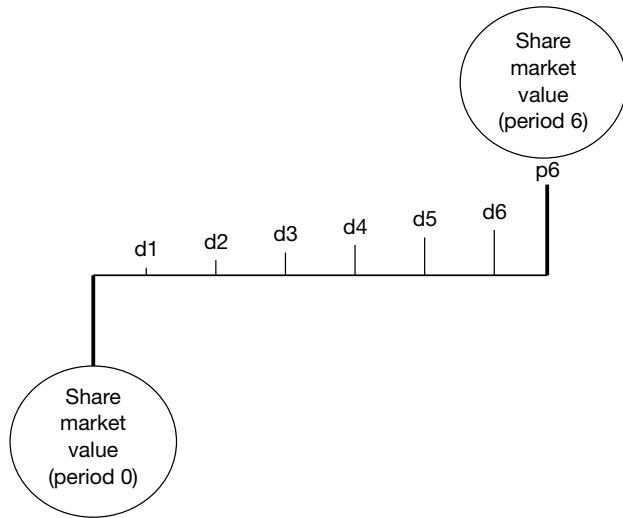 Share
market
value
(period 6)
p6
d1
d2
d3
d4
d5
d6
Share
market
value
(period 0)